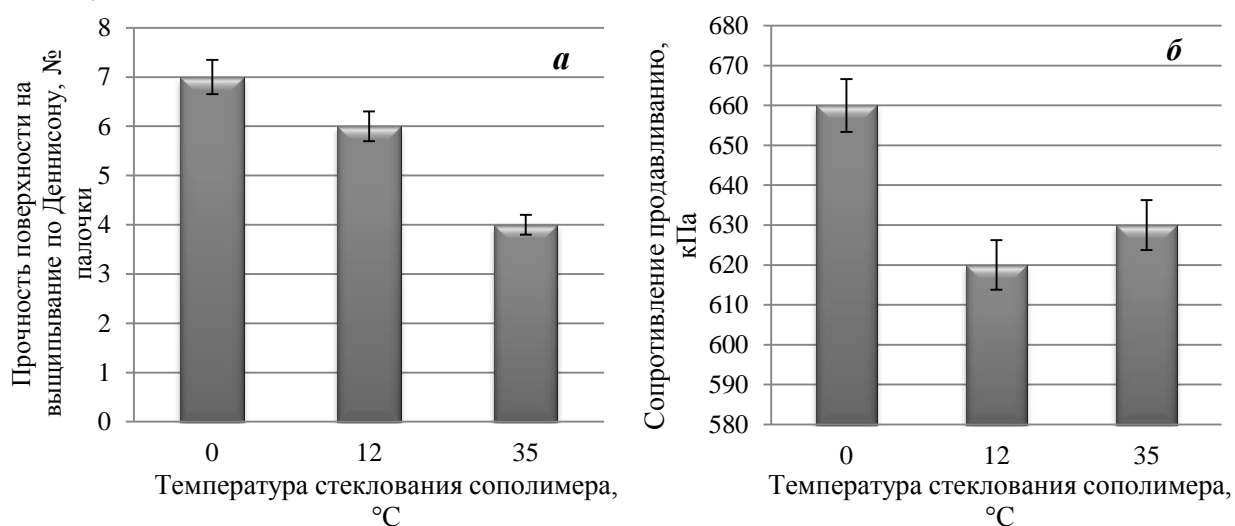 Прочность поверхности на
выщипывание по Деннисону, №
палочки
8
7
6
5
4
3
2
1
0
а
0 12 35
Температура стеклования сополимера,
°С
Сопротивление продавливанию,
кПа
680
670
660
650
640
630
620
610
600
590
580
б
0 12 35
Температура стеклования сополимера,
°С